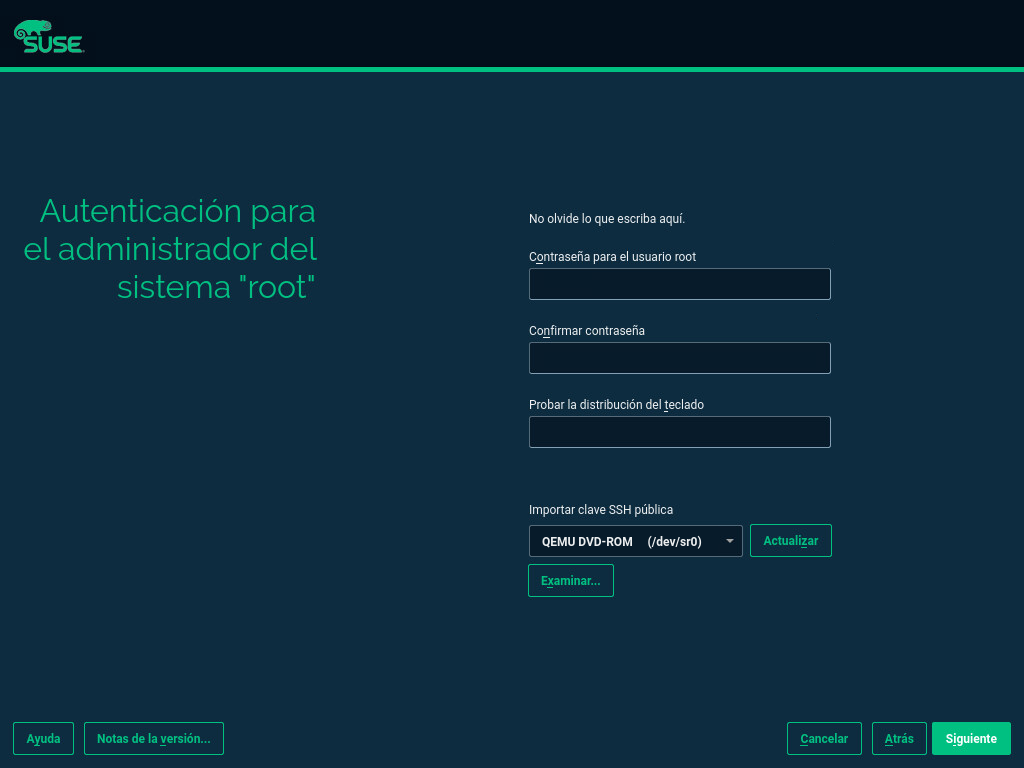 SUSE
Autenticación para
el administrador del
sistema "root"
No olvide lo que escriba aquí.
Contraseña para el usuario root
Confirmar contraseña
Probar la distribución del teclado
Importar clave SSH pública
QEMU DVD-ROM (/dev/sr0)
Actualizar
Examinar...
Ayuda
Notas de la versión...
Cancelar
Atrás
Siguiente